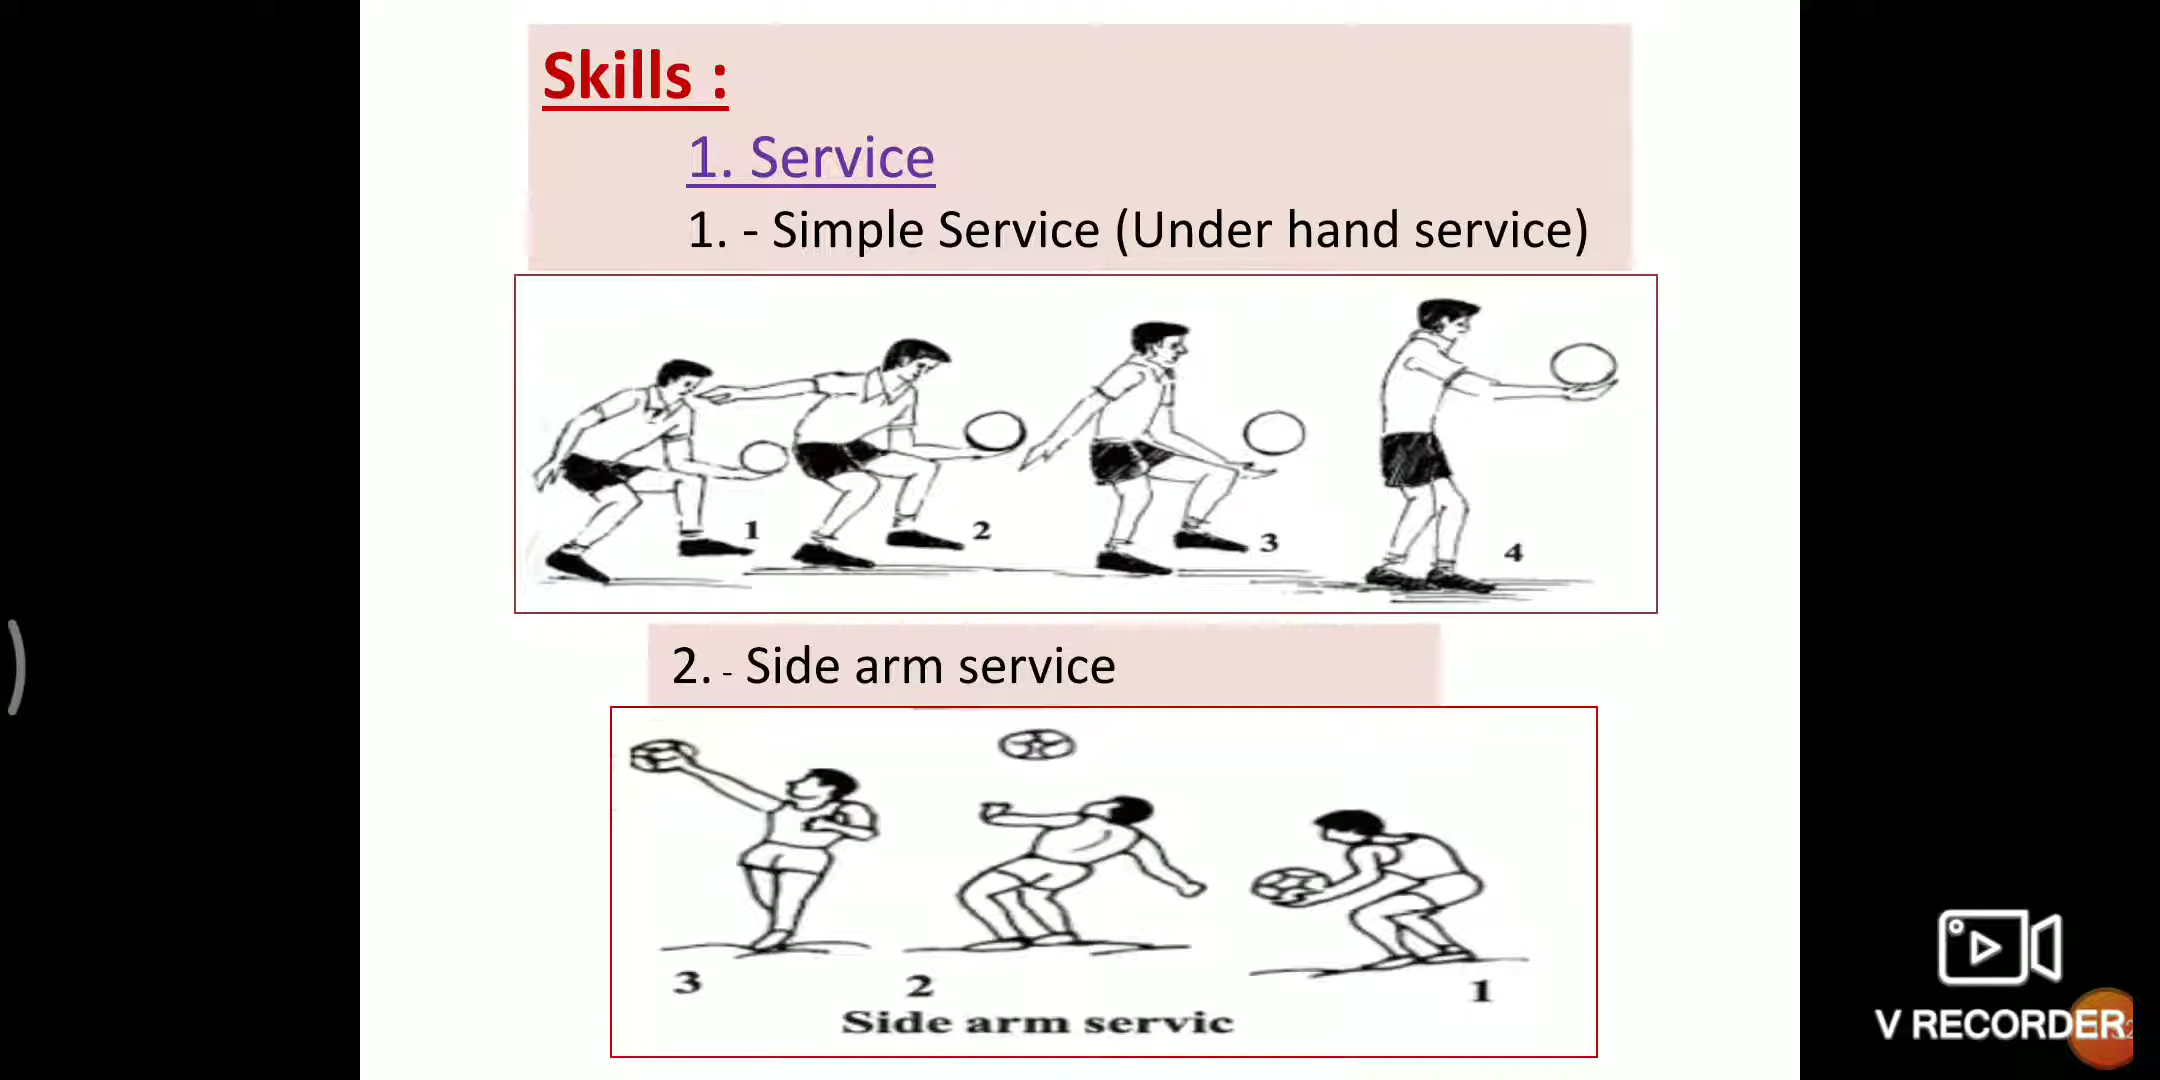 Skills :
1. Service
1. - Simple Service (Under hand service)
1 2 3 4
2. - Side arm service
3 2 1
Side arm servic
V RECORDER